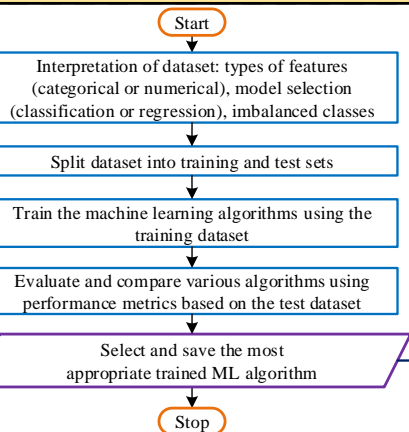 Start
Interpretation of dataset: types of features
(categorical or numerical), model selection
(classification or regression), imbalanced classes
Split dataset into training and test sets
Train the machine learning algorithms using the
training dataset
Evaluate and compare various algorithms using
performance metrics based on the test dataset
Select and save the most
appropriate trained ML algorithm
Stop